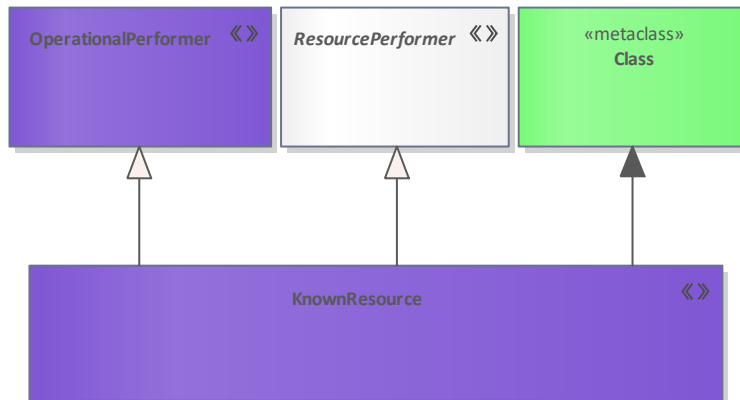 OperationalPerformer «»
ResourcePerformer «»
«metaclass»
Class
KnownResource «»